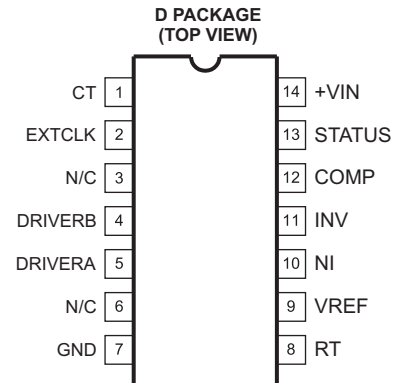 D PACKAGE
(TOP VIEW)
CT 1 14 +VIN
EXTCLK 2 13 STATUS
N/C 3 12 COMP
DRIVERB 4 11 INV
DRIVERA 5 10 NI
N/C 6 9 VREF
GND 7 8 RT